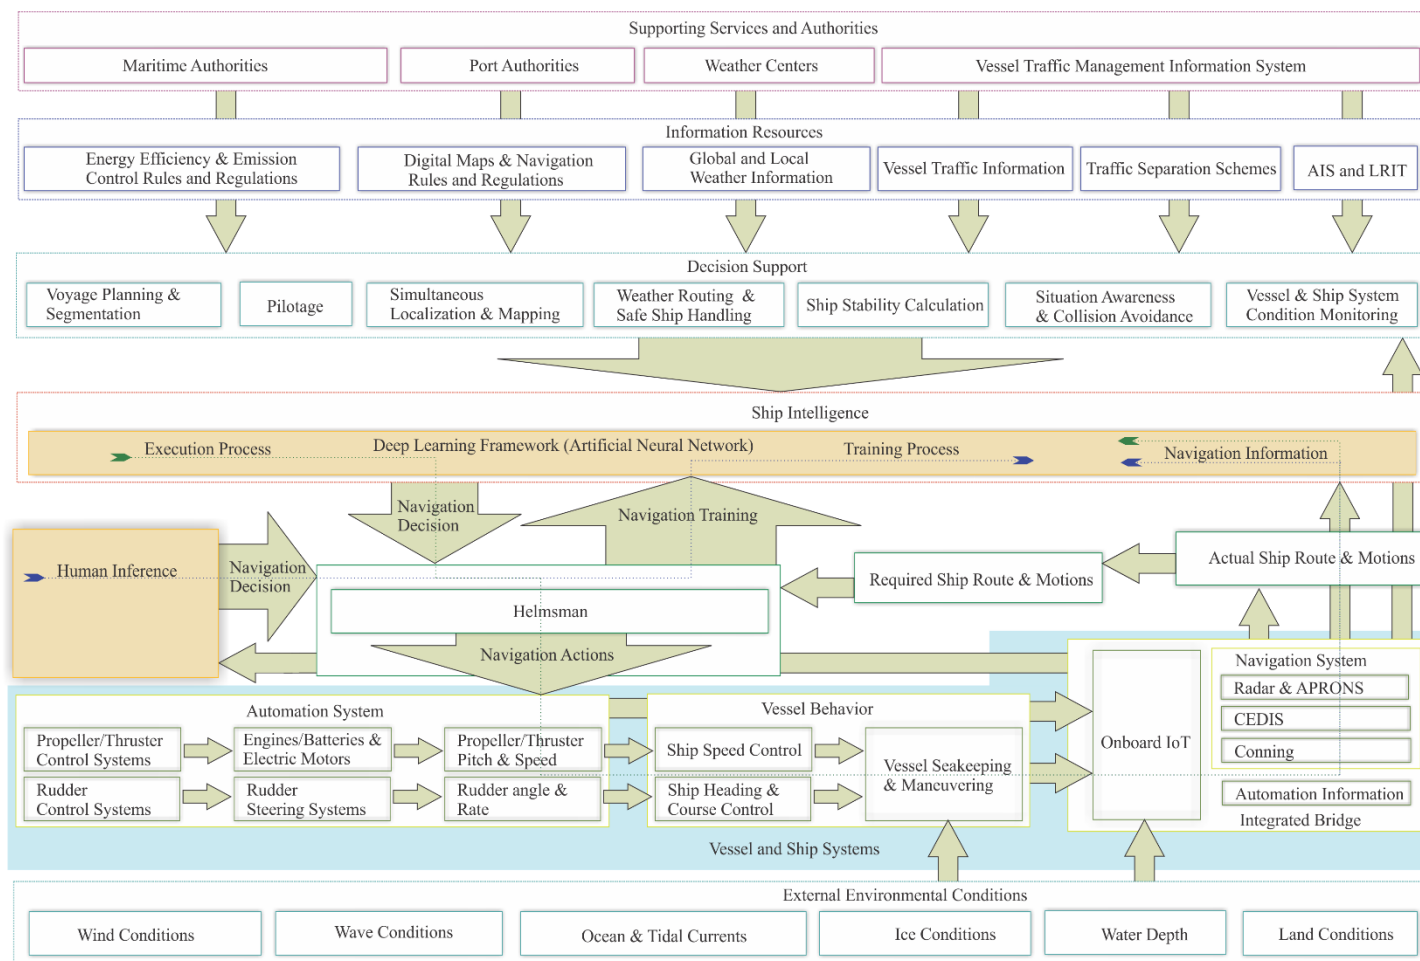 Supporting Services and Authorities
Maritime Authorities
Port Authorities
Weather Centers
Vessel Traffic Management Information System
Information Resources
Energy Efficiency & Emission
Control Rules and Regulations
Digital Maps & Navigation
Rules and Regulations
Global and Local
Weather Information
Vessel Traffic Information
Traffic Separation Schemes
AIS and LRIT
Decision Support
Voyage Planning &
Segmentation
Pilotage
Simultaneous
Localization & Mapping
Weather Routing &
Safe Ship Handling
Ship Stability Calculation
Situation Awareness
& Collision Avoidance
Vessel & Ship System
Condition Monitoring
Ship Intelligence
Execution Process
Deep Learning Framework (Artificial Neural Network)
Training Process
Navigation Information
Navigation
Decision
Navigation Training
Human Inference
Navigation
Decision
Required Ship Route & Motions
Actual Ship Route & Motions
Helmsman
Navigation Actions
Automation System
Propeller/Thruster
Control Systems
Engines/Batteries &
Electric Motors
Propeller/Thruster
Pitch & Speed
Rudder
Control Systems
Rudder
Steering Systems
Rudder angle &
Rate
Vessel Behavior
Ship Speed Control
Ship Heading &
Course Control
Vessel Seakeeping
& Maneuvering
Onboard IoT
Navigation System
Radar & APRONS
CEDIS
Conning
Automation Information
Integrated Bridge
Vessel and Ship Systems
External Environmental Conditions
Wind Conditions
Wave Conditions
Ocean & Tidal Currents
Ice Conditions
Water Depth
Land Conditions